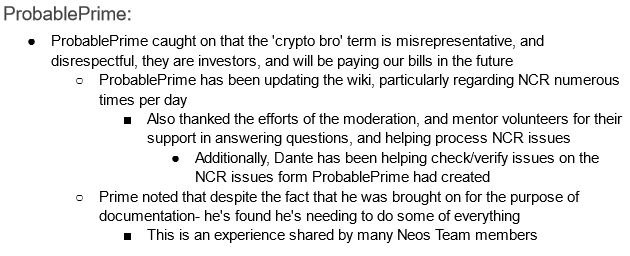 ProbablePrime:
● ProbablePrime caught on that the 'crypto bro' term is misrepresentative, and
disrespectful, they are investors, and will be paying our bills in the future
○ ProbablePrime has been updating the wiki, particularly regarding NCR numerous
times per day
■ Also thanked the efforts of the moderation, and mentor volunteers for their
support in answering questions, and helping process NCR issues
● Additionally, Dante has been helping check/verify issues on the
NCR issues form ProbablePrime had created
○ Prime noted that despite the fact that he was brought on for the purpose of
documentation- he's found he's needing to do some of everything
■ This is an experience shared by many Neos Team members